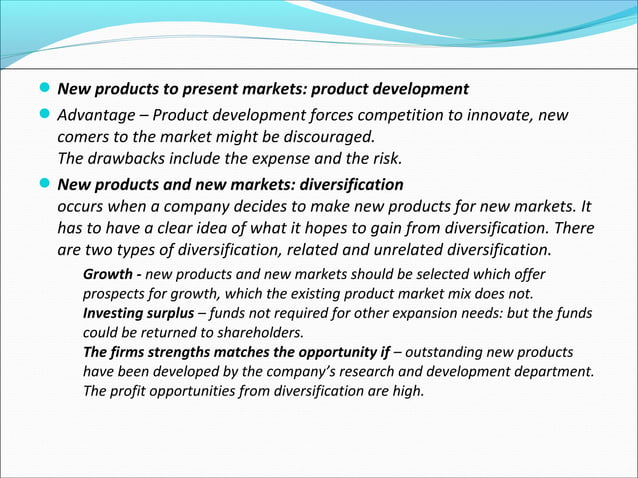 New products to present markets: product development
Advantage – Product development forces competition to innovate, new
comers to the market might be discouraged.
The drawbacks include the expense and the risk.
New products and new markets: diversification
occurs when a company decides to make new products for new markets. It
has to have a clear idea of what it hopes to gain from diversification. There
are two types of diversification, related and unrelated diversification.
Growth - new products and new markets should be selected which offer
prospects for growth, which the existing product market mix does not.
Investing surplus – funds not required for other expansion needs: but the funds
could be returned to shareholders.
The firms strengths matches the opportunity if – outstanding new products
have been developed by the company’s research and development department.
The profit opportunities from diversification are high.